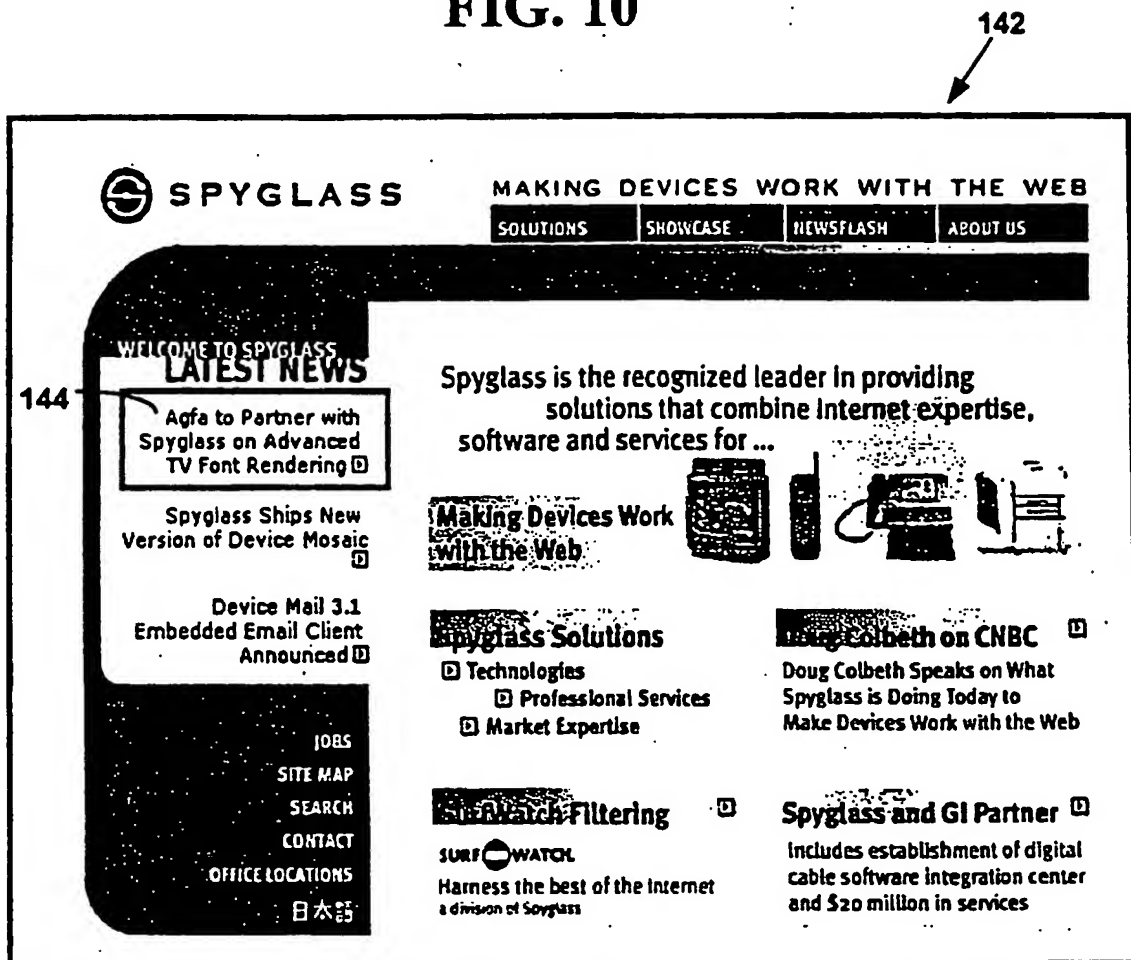 FIG. 10
142
SPYGLASS
MAKING DEVICES WORK WITH THE WEB
SOLUTIONS
SHOWCASE
NEWSFLASH
ABOUT US
WELCOME TO SPYGLASS
LATEST NEWS
144
Agfa to Partner with
Spyglass on Advanced
TV Font Rendering
Spyglass Ships New
Version of Device Mosaic
Device Mail 3.1
Embedded Email Client
Announced
JOBS
SITE MAP
SEARCH
CONTACT
OFFICE LOCATIONS
日本語
Spyglass is the recognized leader in providing
solutions that combine Internet expertise,
software and services for ...
Making Devices Work
with the Web
Spyglass Solutions
Technologies
Professional Services
Market Expertise
Doug Colbeth on CNBC
Doug Colbeth Speaks on What
Spyglass is Doing Today to
Make Devices Work with the Web
SurfWatch Filtering
SURF WATCH
Harness the best of the Internet
a division of Spyglass
Spyglass and GI Partner
Includes establishment of digital
cable software integration center
and $20 million in services